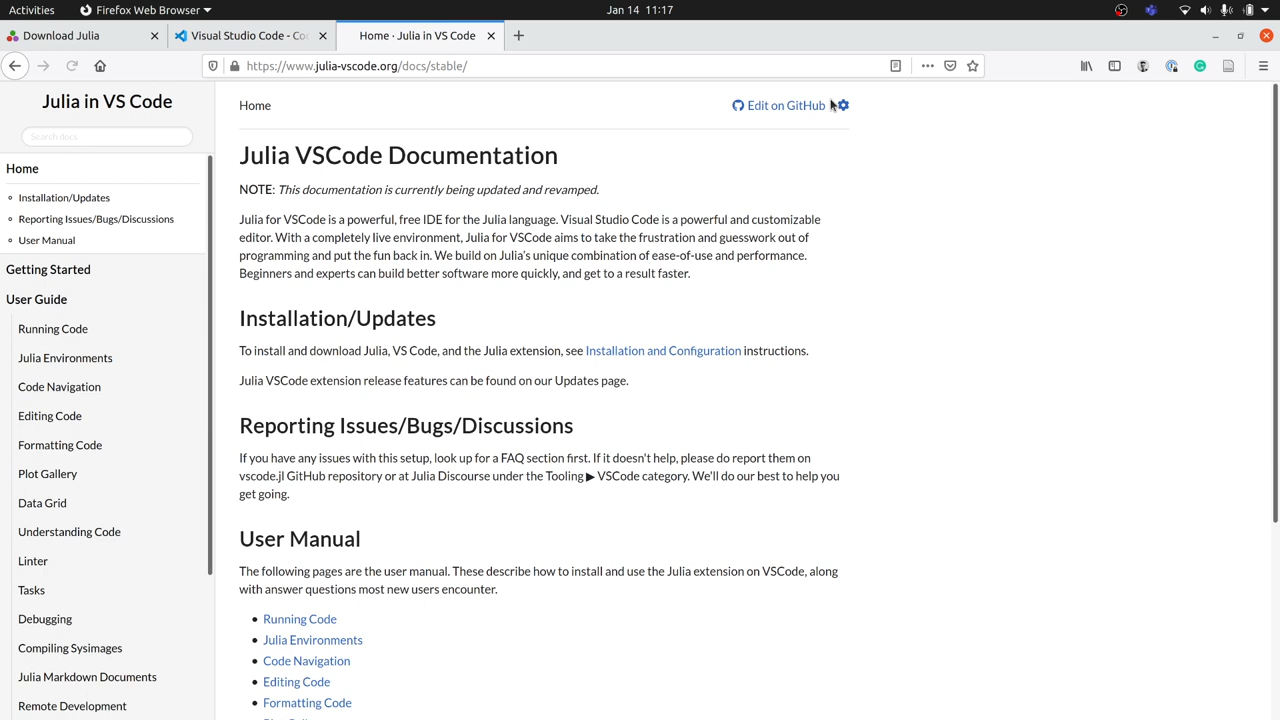 Activities
Firefox Web Browser
Jan 14 11:17
Download Julia
Visual Studio Code - Co
Home · Julia in VS Code
https://www.julia-vscode.org/docs/stable/
Julia in VS Code
Search docs
Home
Installation/Updates
Reporting Issues/Bugs/Discussions
User Manual
Getting Started
User Guide
Running Code
Julia Environments
Code Navigation
Editing Code
Formatting Code
Plot Gallery
Data Grid
Understanding Code
Linter
Tasks
Debugging
Compiling Sysimages
Julia Markdown Documents
Remote Development
Home
Edit on GitHub
Julia VSCode Documentation
NOTE: This documentation is currently being updated and revamped.
Julia for VSCode is a powerful, free IDE for the Julia language. Visual Studio Code is a powerful and customizable
editor. With a completely live environment, Julia for VSCode aims to take the frustration and guesswork out of
programming and put the fun back in. We build on Julia's unique combination of ease-of-use and performance.
Beginners and experts can build better software more quickly, and get to a result faster.
Installation/Updates
To install and download Julia, VS Code, and the Julia extension, see Installation and Configuration instructions.
Julia VSCode extension release features can be found on our Updates page.
Reporting Issues/Bugs/Discussions
If you have any issues with this setup, look up for a FAQ section first. If it doesn't help, please do report them on
vscode.jl GitHub repository or at Julia Discourse under the Tooling ▶ VSCode category. We'll do our best to help you
get going.
User Manual
The following pages are the user manual. These describe how to install and use the Julia extension on VSCode, along
with answer questions most new users encounter.
• Running Code
• Julia Environments
• Code Navigation
• Editing Code
• Formatting Code